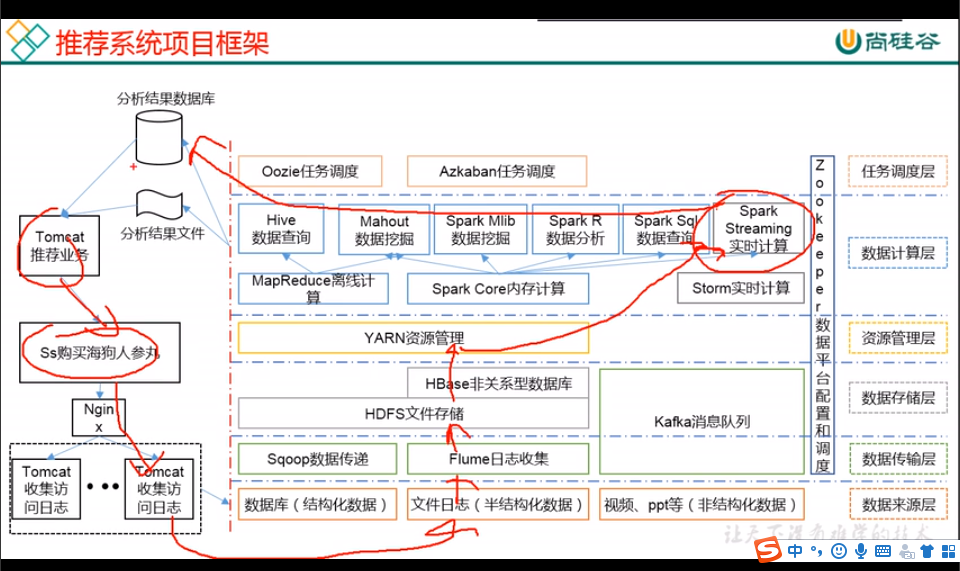 推荐系统项目框架
尚硅谷
分析结果数据库
Oozie任务调度
Azkaban任务调度
任务调度层
分析结果文件
Tomcat
推荐业务
Hive
数据查询
Mahout
数据挖掘
Spark Mlib
数据挖掘
Spark R
数据分析
Spark Sql
数据查询
Spark
Streaming
实时计算
数据计算层
MapReduce离线计
算
Spark Core内存计算
Storm实时计算
Zookeeper数据平台配置和调度
Ss购买海狗人参丸
YARN资源管理
资源管理层
HBase非关系型数据库
HDFS文件存储
Kafka消息队列
数据存储层
Ngin
x
Sqoop数据传递
Flume日志收集
数据传输层
Tomcat
收集访
问日志
Tomcat
收集访
问日志
数据库（结构化数据）
文件日志（半结构化数据）
视频、ppt等（非结构化数据）
数据来源层
让天下没有难学的技术
中